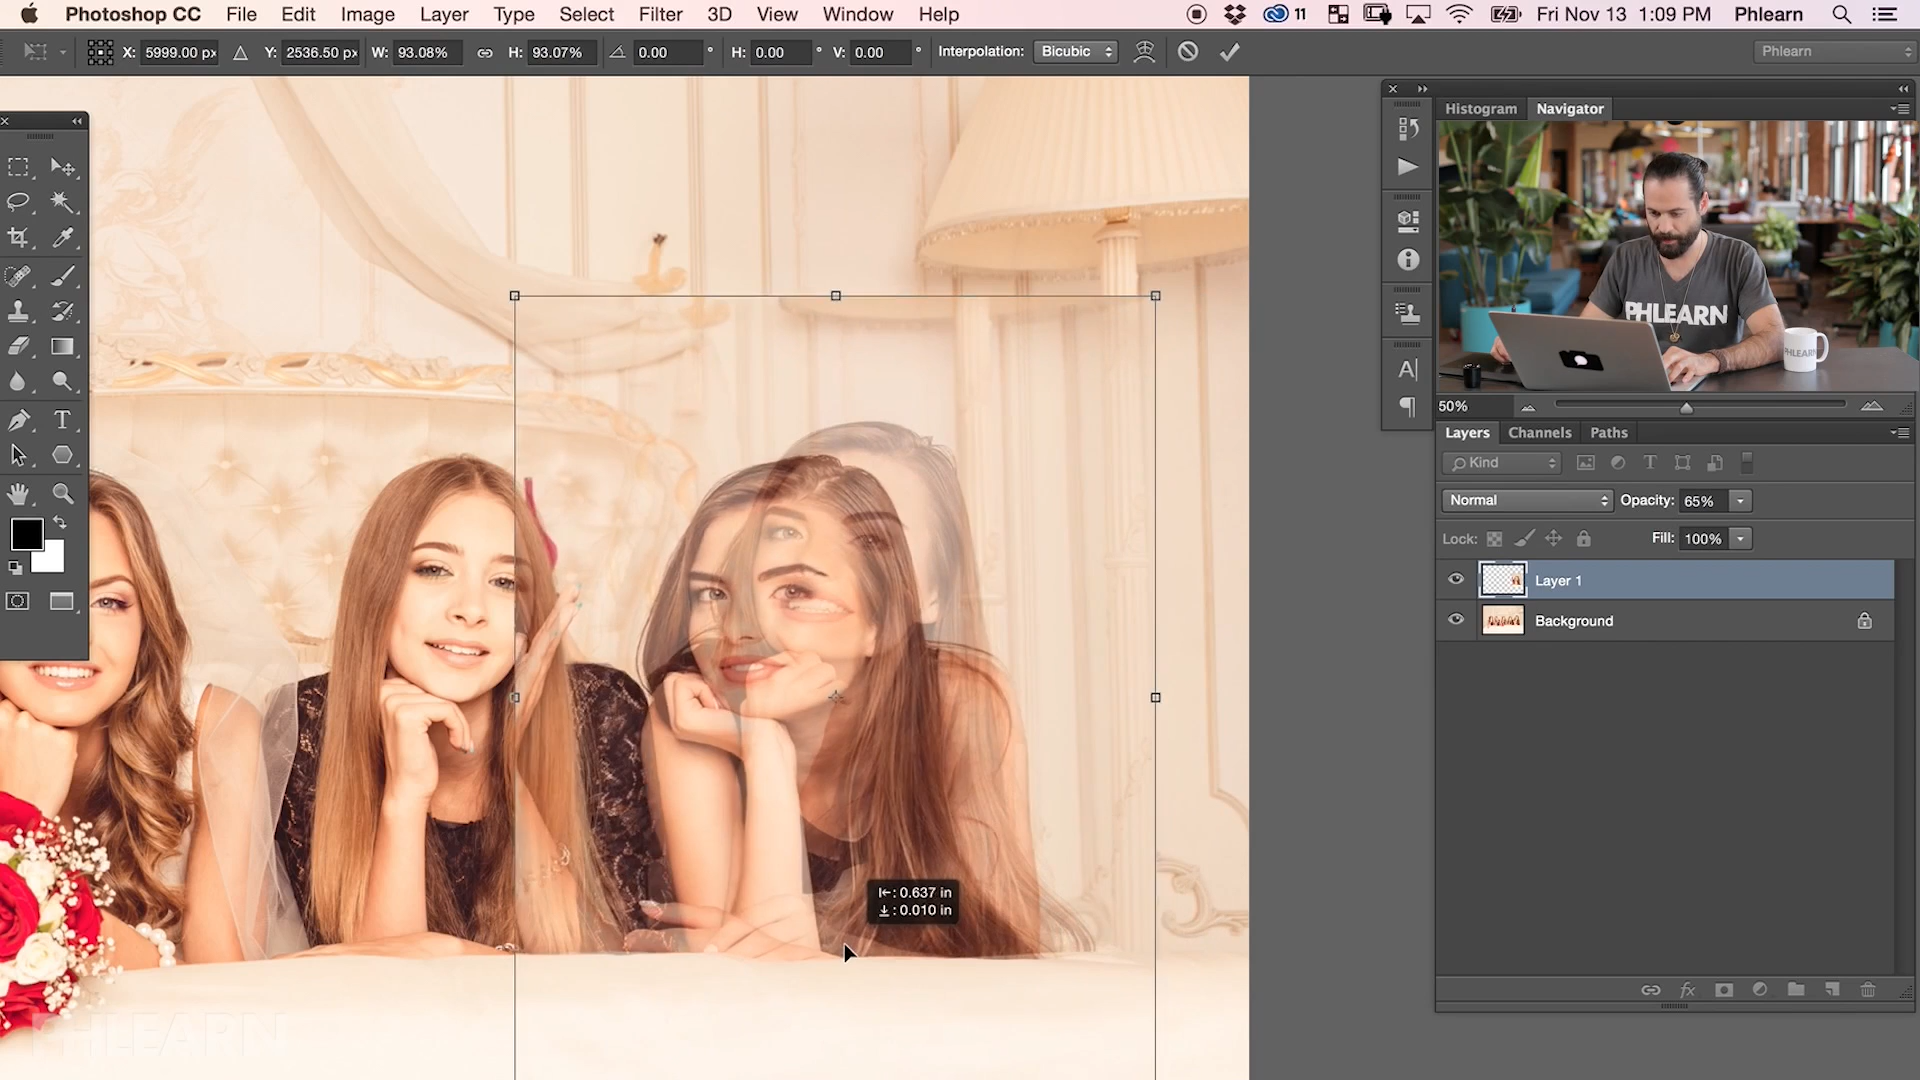 Photoshop CC File Edit Image Layer Type Select Filter 3D View Window Help 11 Fri Nov 13 1:09 PM Phlearn
X: 5999.00 px Y: 2536.50 px W: 93.08% H: 93.07% 0.00 ° H: 0.00 ° V: 0.00 ° Interpolation: Bicubic Phlearn
Histogram Navigator
PHLEARN
PHLEARN
50%
Layers Channels Paths
Kind
Normal Opacity: 65%
Lock: Fill: 100%
Layer 1
Background
: 0.637 in
: 0.010 in
PHLEARN